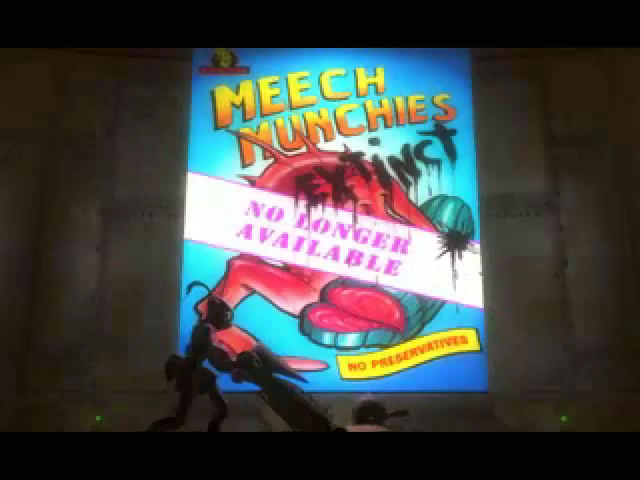 MEECH
MUNCHIES
EXTINCT
NO LONGER
AVAILABLE
NO PRESERVATIVES